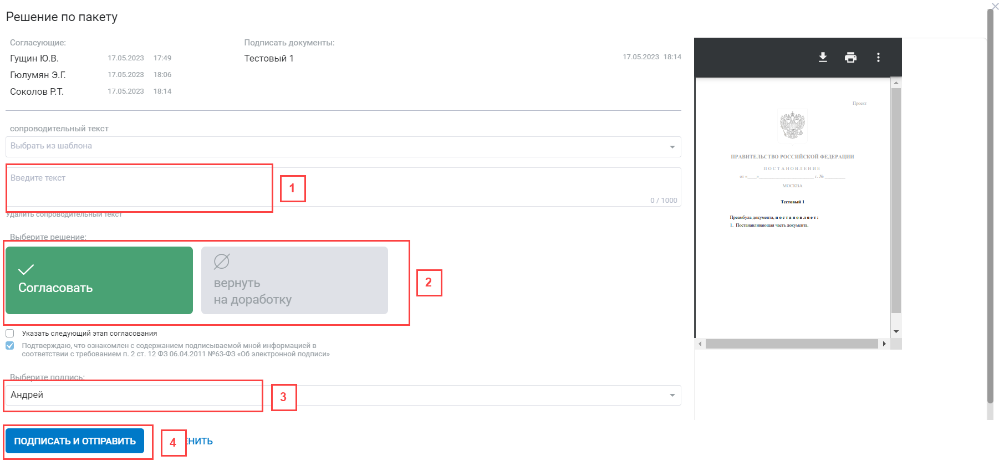 Решение по пакету
Согласующие:
Гущин Ю.В. 17.05.2023 17:49
Гюлумян Э.Г. 17.05.2023 18:06
Соколов Р.Т. 17.05.2023 18:14
Подписать документы:
Тестовый 1 17.05.2023 18:14
сопроводительный текст
Выбрать из шаблона
Введите текст
1
0 / 1000
Удалить сопроводительный текст
Выберите решение:
Согласовать
вернуть
на доработку
2
Указать следующий этап согласования
Подтверждаю, что ознакомлен с содержанием подписываемой мной информацией в
соответствии с требованием п. 2 ст. 12 ФЗ 06.04.2011 №63-ФЗ «Об электронной подписи»
Выберите подпись:
Андрей
3
ПОДПИСАТЬ И ОТПРАВИТЬ
4
ЕНИТЬ
Проект
ПРАВИТЕЛЬСТВО РОССИЙСКОЙ ФЕДЕРАЦИИ
ПОСТАНОВЛЕНИЕ
от «____»__________________________ г. № __________
МОСКВА
Тестовый 1
Преамбула документа, постановляет:
1. Постанавливающая часть документа.